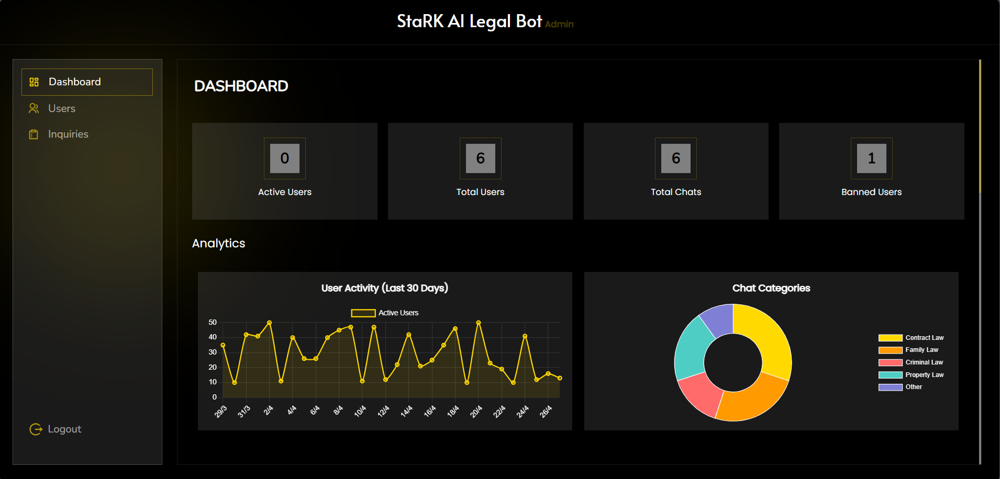 StaRK AI Legal Bot Admin
Dashboard
Users
Inquiries
Logout
DASHBOARD
0
Active Users
6
Total Users
6
Total Chats
1
Banned Users
Analytics
User Activity (Last 30 Days)
Active Users
50
40
30
20
10
0
29/3 31/3 2/4 4/4 6/4 8/4 10/4 12/4 14/4 16/4 18/4 20/4 22/4 24/4 26/4
Chat Categories
Contract Law
Family Law
Criminal Law
Property Law
Other